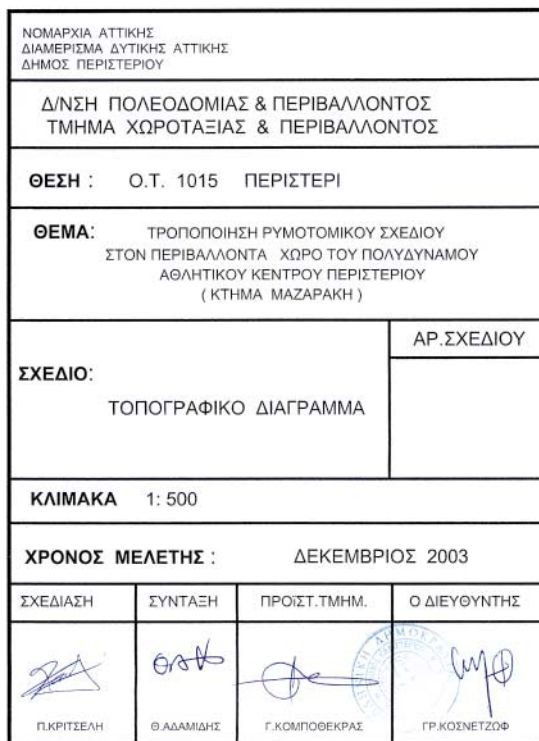 ΝΟΜΑΡΧΙΑ ΑΤΤΙΚΗΣ
ΔΙΑΜΕΡΙΣΜΑ ΔΥΤΙΚΗΣ ΑΤΤΙΚΗΣ
ΔΗΜΟΣ ΠΕΡΙΣΤΕΡΙΟΥ
Δ/ΝΣΗ ΠΟΛΕΟΔΟΜΙΑΣ & ΠΕΡΙΒΑΛΛΟΝΤΟΣ
ΤΜΗΜΑ ΧΩΡΟΤΑΞΙΑΣ & ΠΕΡΙΒΑΛΛΟΝΤΟΣ
ΘΕΣΗ : Ο.Τ. 1015 ΠΕΡΙΣΤΕΡΙ
ΘΕΜΑ: ΤΡΟΠΟΠΟΙΗΣΗ ΡΥΜΟΤΟΜΙΚΟΥ ΣΧΕΔΙΟΥ
ΣΤΟΝ ΠΕΡΙΒΑΛΛΟΝΤΑ ΧΩΡΟ ΤΟΥ ΠΟΛΥΔΥΝΑΜΟΥ
ΑΘΛΗΤΙΚΟΥ ΚΕΝΤΡΟΥ ΠΕΡΙΣΤΕΡΙΟΥ
( ΚΤΗΜΑ ΜΑΖΑΡΑΚΗ )
ΑΡ.ΣΧΕΔΙΟΥ
ΣΧΕΔΙΟ:
ΤΟΠΟΓΡΑΦΙΚΟ ΔΙΑΓΡΑΜΜΑ
ΚΛΙΜΑΚΑ 1: 500
ΧΡΟΝΟΣ ΜΕΛΕΤΗΣ : ΔΕΚΕΜΒΡΙΟΣ 2003
ΣΧΕΔΙΑΣΗ ΣΥΝΤΑΞΗ ΠΡΟΪΣΤ.ΤΜΗΜ. Ο ΔΙΕΥΘΥΝΤΗΣ
Π.ΚΡΙΤΣΕΛΗ Θ.ΑΔΑΜΙΔΗΣ Γ.ΚΟΜΠΟΘΕΚΡΑΣ ΓΡ.ΚΟΣΝΕΤΖΩΦ